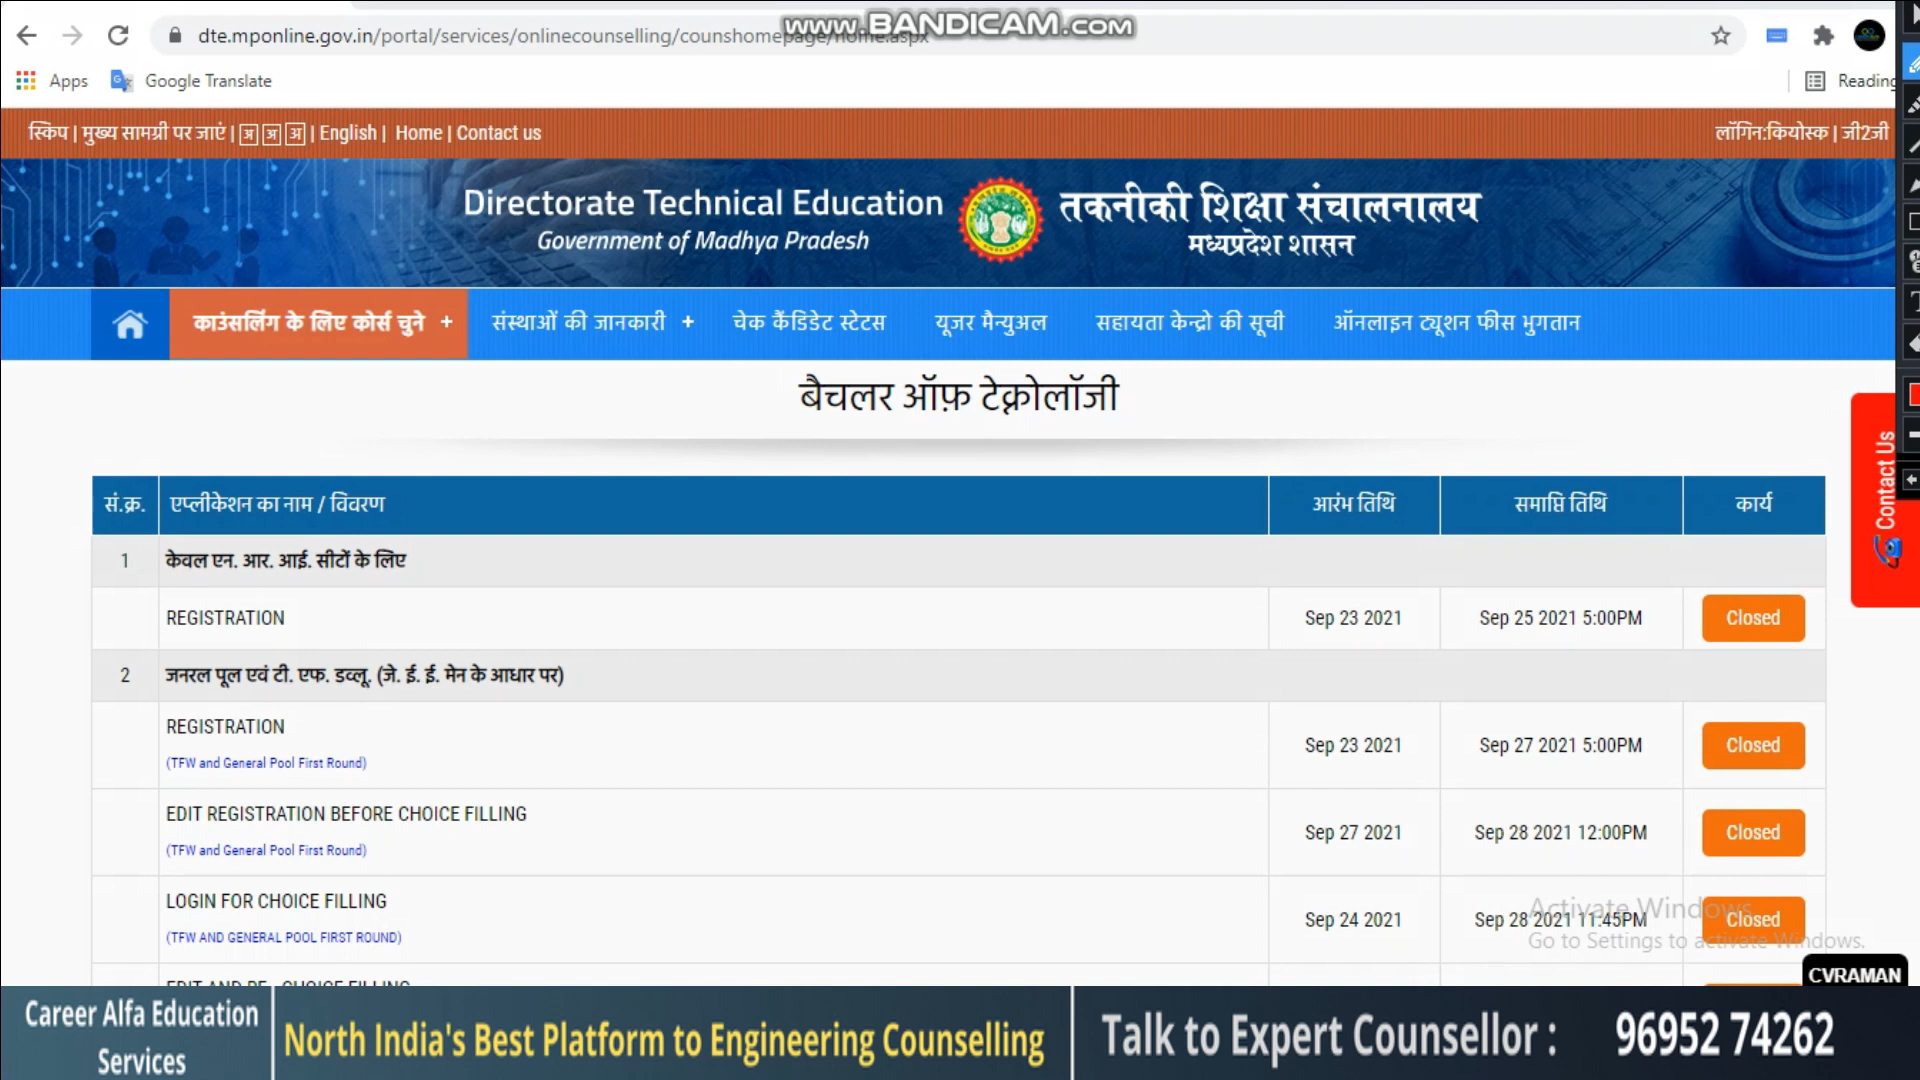 www.BANDICAM.com
dte.mponline.gov.in/portal/services/onlinecounselling/counshomepage/home.aspx
Apps Google Translate Reading
स्किप | मुख्य सामग्री पर जाएं | अ अ अ | English | Home | Contact us लॉगिन:कियोस्क | जी2जी
Directorate Technical Education तकनीकी शिक्षा संचालनालय
Government of Madhya Pradesh मध्यप्रदेश शासन
काउंसलिंग के लिए कोर्स चुने + संस्थाओं की जानकारी + चेक कैंडिडेट स्टेटस यूजर मैन्युअल सहायता केन्द्रो की सूची ऑनलाइन ट्यूशन फीस भुगतान
बैचलर ऑफ़ टेक्नोलॉजी
सं.क्र. एप्लीकेशन का नाम / विवरण आरंभ तिथि समाप्ति तिथि कार्य
1 केवल एन. आर. आई. सीटों के लिए
REGISTRATION Sep 23 2021 Sep 25 2021 5:00PM Closed
2 जनरल पूल एवं टी. एफ. डव्लू. (जे. ई. ई. मेन के आधार पर)
REGISTRATION
(TFW and General Pool First Round) Sep 23 2021 Sep 27 2021 5:00PM Closed
EDIT REGISTRATION BEFORE CHOICE FILLING
(TFW and General Pool First Round) Sep 27 2021 Sep 28 2021 12:00PM Closed
LOGIN FOR CHOICE FILLING
(TFW AND GENERAL POOL FIRST ROUND) Sep 24 2021 Sep 28 2021 11:45PM Closed
Contact Us
Activate Windows
Go to Settings to activate Windows.
CVRAMAN
Career Alfa Education
Services
North India's Best Platform to Engineering Counselling
Talk to Expert Counsellor : 96952 74262